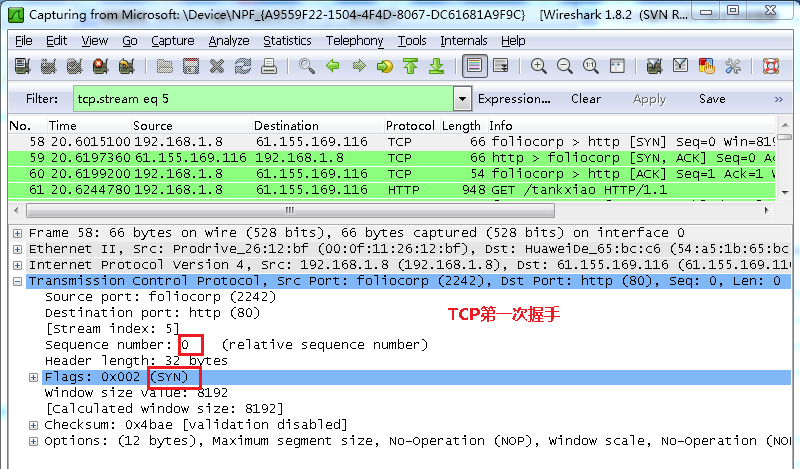 Capturing from Microsoft: \Device\NPF_{A9559F22-1504-4F4D-8067-DC61681A9F9C} [Wireshark 1.8.2 (SVN R...
File Edit View Go Capture Analyze Statistics Telephony Tools Internals Help
Filter: tcp.stream eq 5 Expression... Clear Apply Save »
No. Time Source Destination Protocol Length Info
58 20.6015100 192.168.1.8 61.155.169.116 TCP 66 foliocorp > http [SYN] Seq=0 Win=819
59 20.6197360 61.155.169.116 192.168.1.8 TCP 66 http > foliocorp [SYN, ACK] Seq=0 Ac
60 20.6199200 192.168.1.8 61.155.169.116 TCP 54 foliocorp > http [ACK] Seq=1 Ack=1 W
61 20.6244780 192.168.1.8 61.155.169.116 HTTP 948 GET /tankxiao HTTP/1.1
Frame 58: 66 bytes on wire (528 bits), 66 bytes captured (528 bits) on interface 0
Ethernet II, Src: Prodrive_26:12:bf (00:0f:11:26:12:bf), Dst: HuaweiDe_65:bc:c6 (54:a5:1b:65:bc
Internet Protocol Version 4, Src: 192.168.1.8 (192.168.1.8), Dst: 61.155.169.116 (61.155.169.11
Transmission Control Protocol, Src Port: foliocorp (2242), Dst Port: http (80), Seq: 0, Len: 0
Source port: foliocorp (2242)
Destination port: http (80)
TCP第一次握手
[Stream index: 5]
Sequence number: 0 (relative sequence number)
Header length: 32 bytes
Flags: 0x002 (SYN)
Window size value: 8192
[Calculated window size: 8192]
Checksum: 0x4bae [validation disabled]
Options: (12 bytes), Maximum segment size, No-Operation (NOP), Window scale, No-Operation (NO